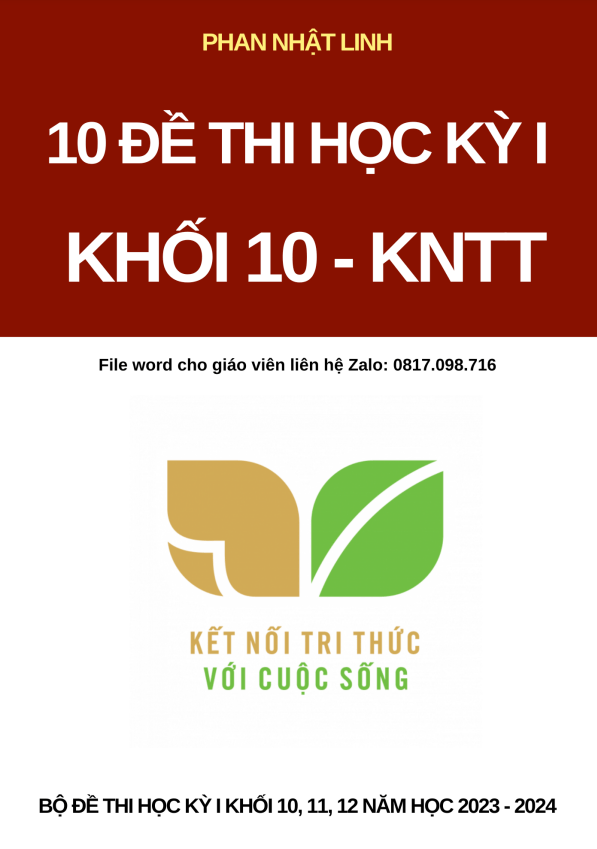 PHAN NHẬT LINH
10 ĐỀ THI HỌC KỲ I
KHỐI 10 - KNTT
File word cho giáo viên liên hệ Zalo: 0817.098.716
KẾT NỐI TRI THỨC
VỚI CUỘC SỐNG
BỘ ĐỀ THI HỌC KỲ I KHỐI 10, 11, 12 NĂM HỌC 2023 - 2024